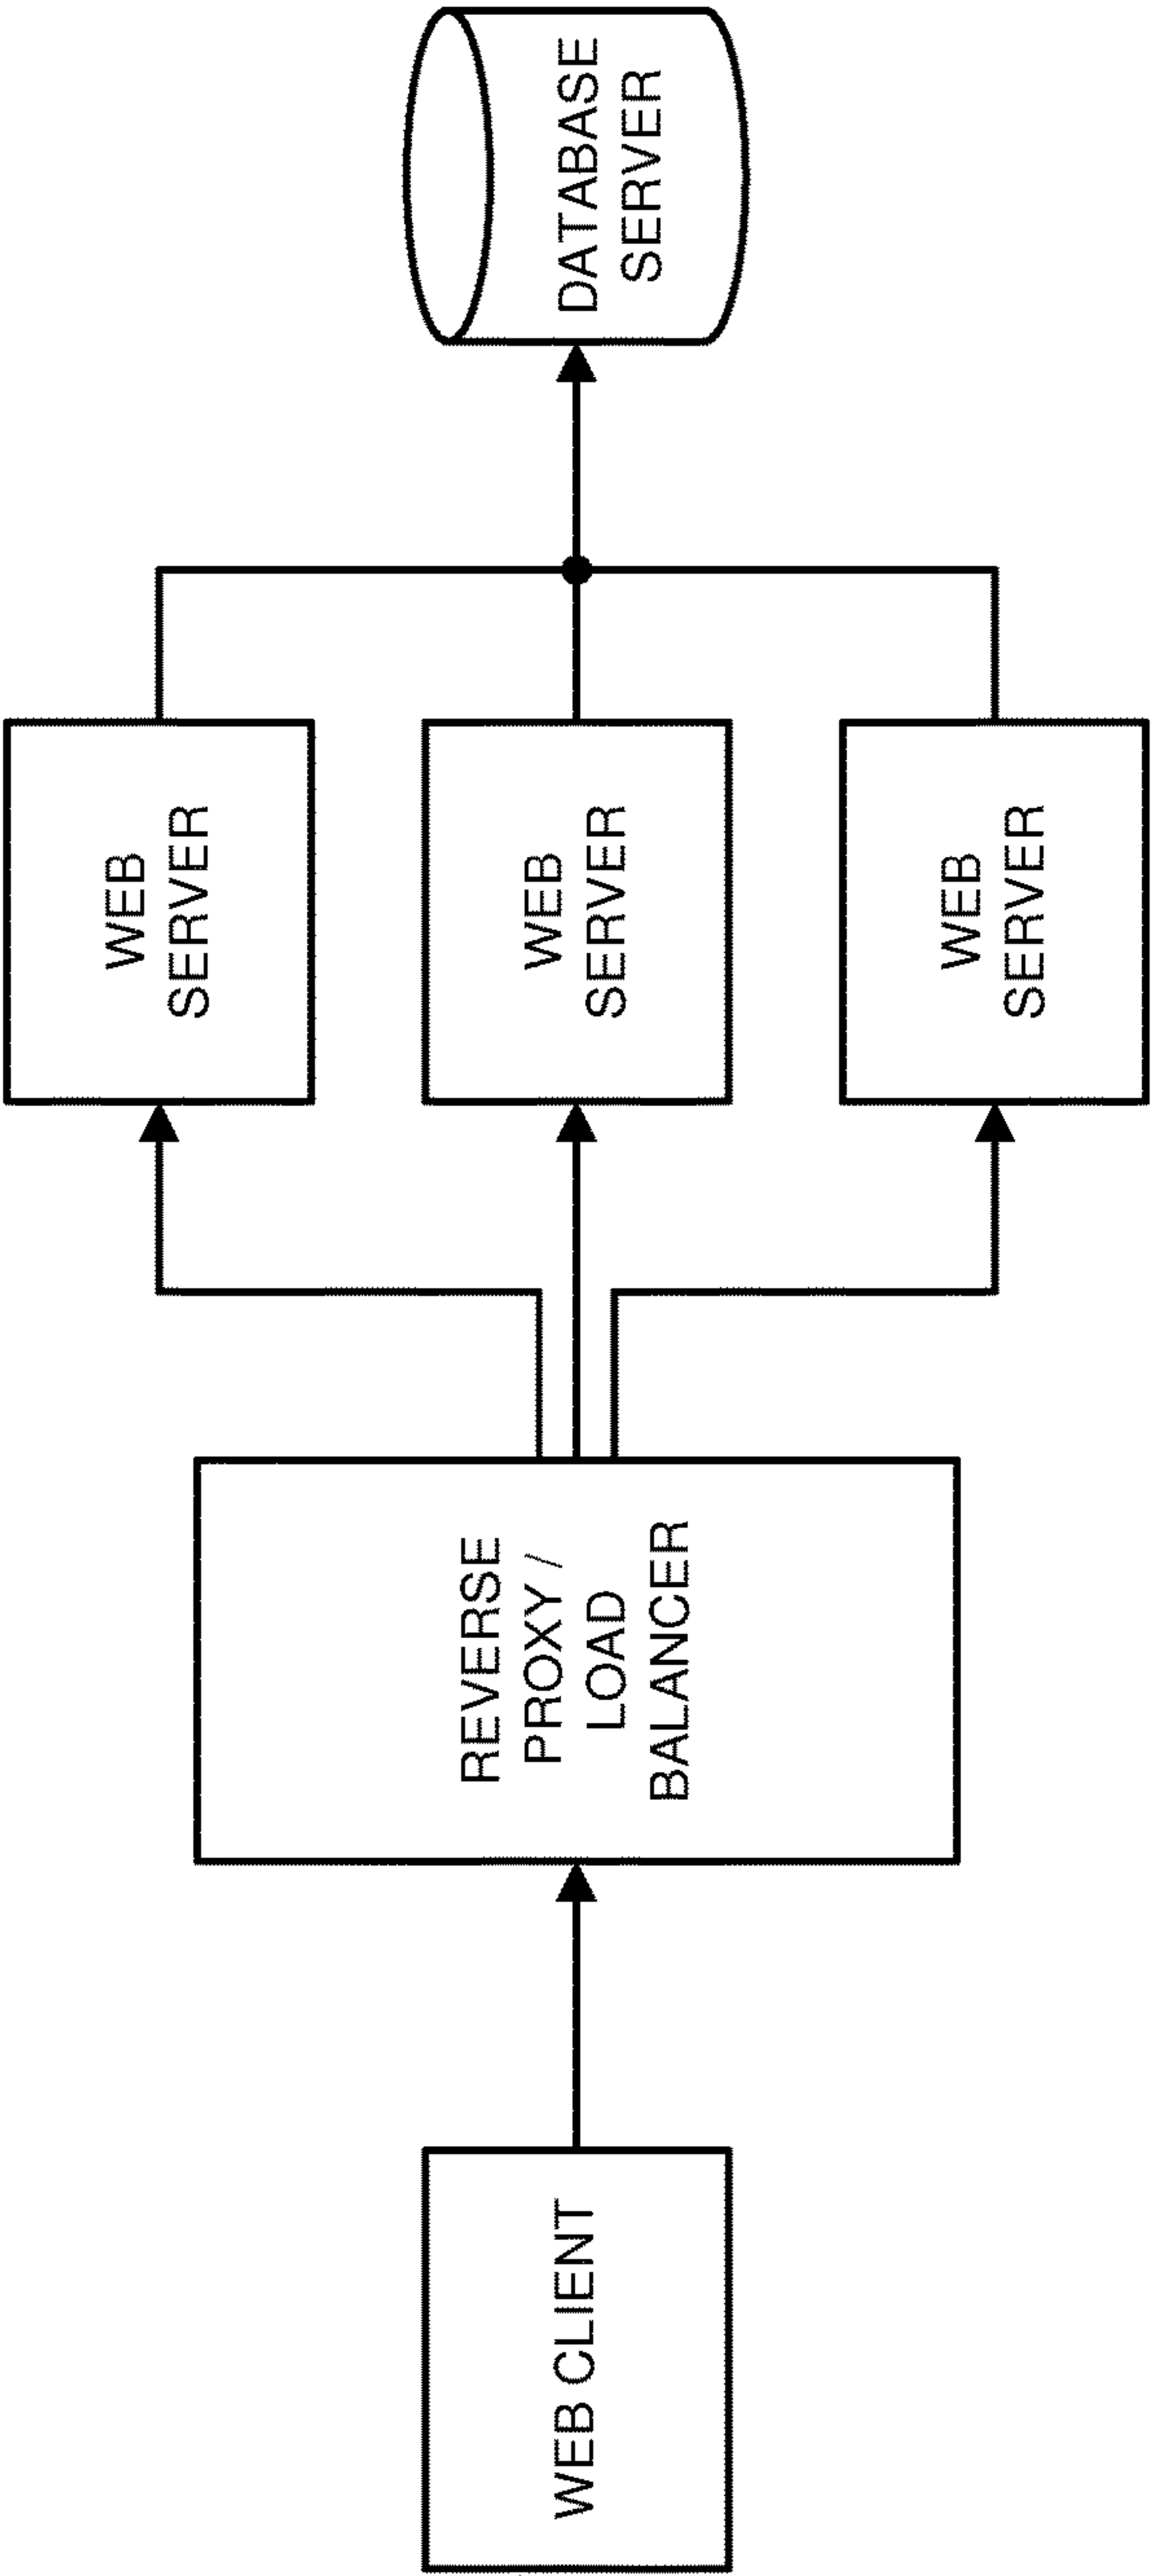 WEB CLIENT
REVERSE
PROXY /
LOAD
BALANCER
WEB
SERVER
WEB
SERVER
WEB
SERVER
DATABASE
SERVER